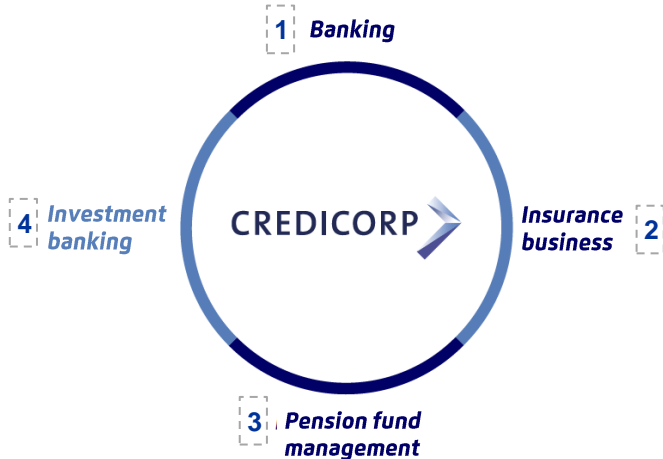 1 Banking
4 Investment
banking
CREDICORP
Insurance
business 2
3 Pension fund
management